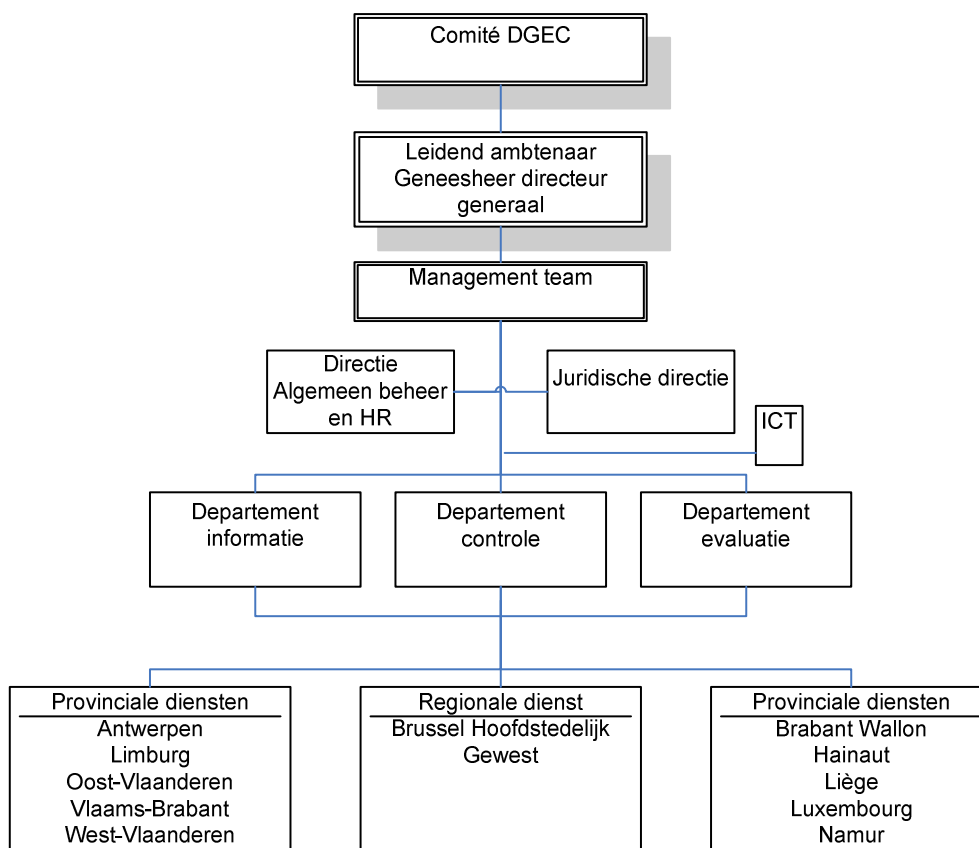 Comité DGEC
Leidend ambtenaar
Geneesheer directeur
generaal
Management team
Directie
Algemeen beheer
en HR
Juridische directie
ICT
Departement
informatie
Departement
controle
Departement
evaluatie
Provinciale diensten
Antwerpen
Limburg
Oost-Vlaanderen
Vlaams-Brabant
West-Vlaanderen
Regionale dienst
Brussel Hoofdstedelijk
Gewest
Provinciale diensten
Brabant Wallon
Hainaut
Liège
Luxembourg
Namur